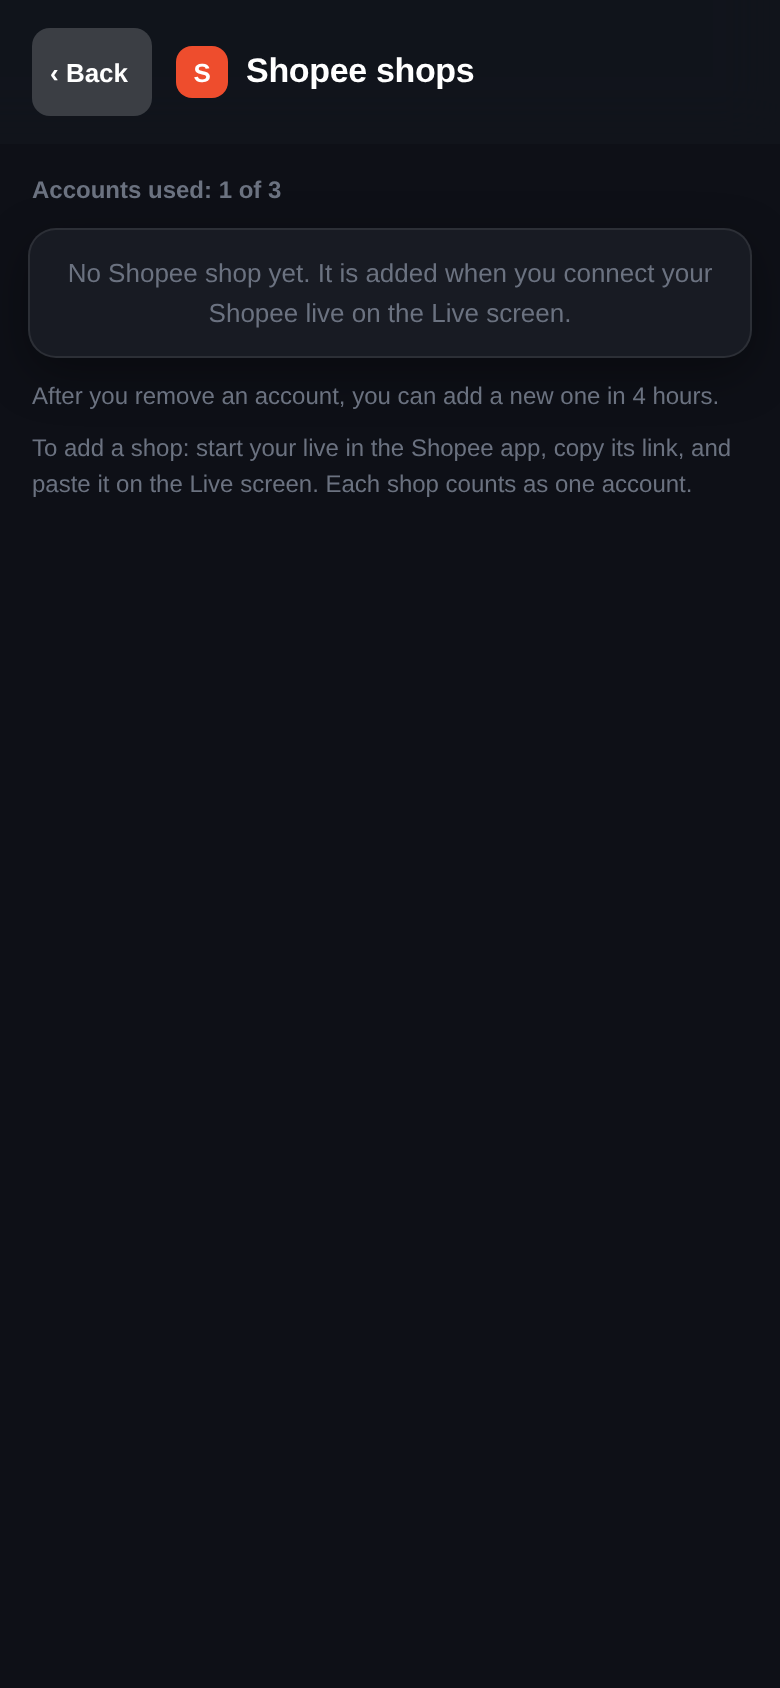 ‹ Back
S
Shopee shops
Accounts used: 1 of 3
No Shopee shop yet. It is added when you connect your
Shopee live on the Live screen.
After you remove an account, you can add a new one in 4 hours.
To add a shop: start your live in the Shopee app, copy its link, and
paste it on the Live screen. Each shop counts as one account.